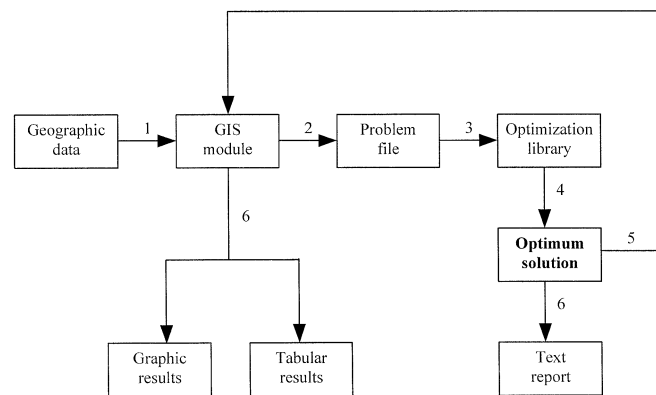 1
2
3
Geographic
data
GIS
module
Problem
file
Optimization
library
4
6
Optimum
solution
5
6
Graphic
results
Tabular
results
Text
report